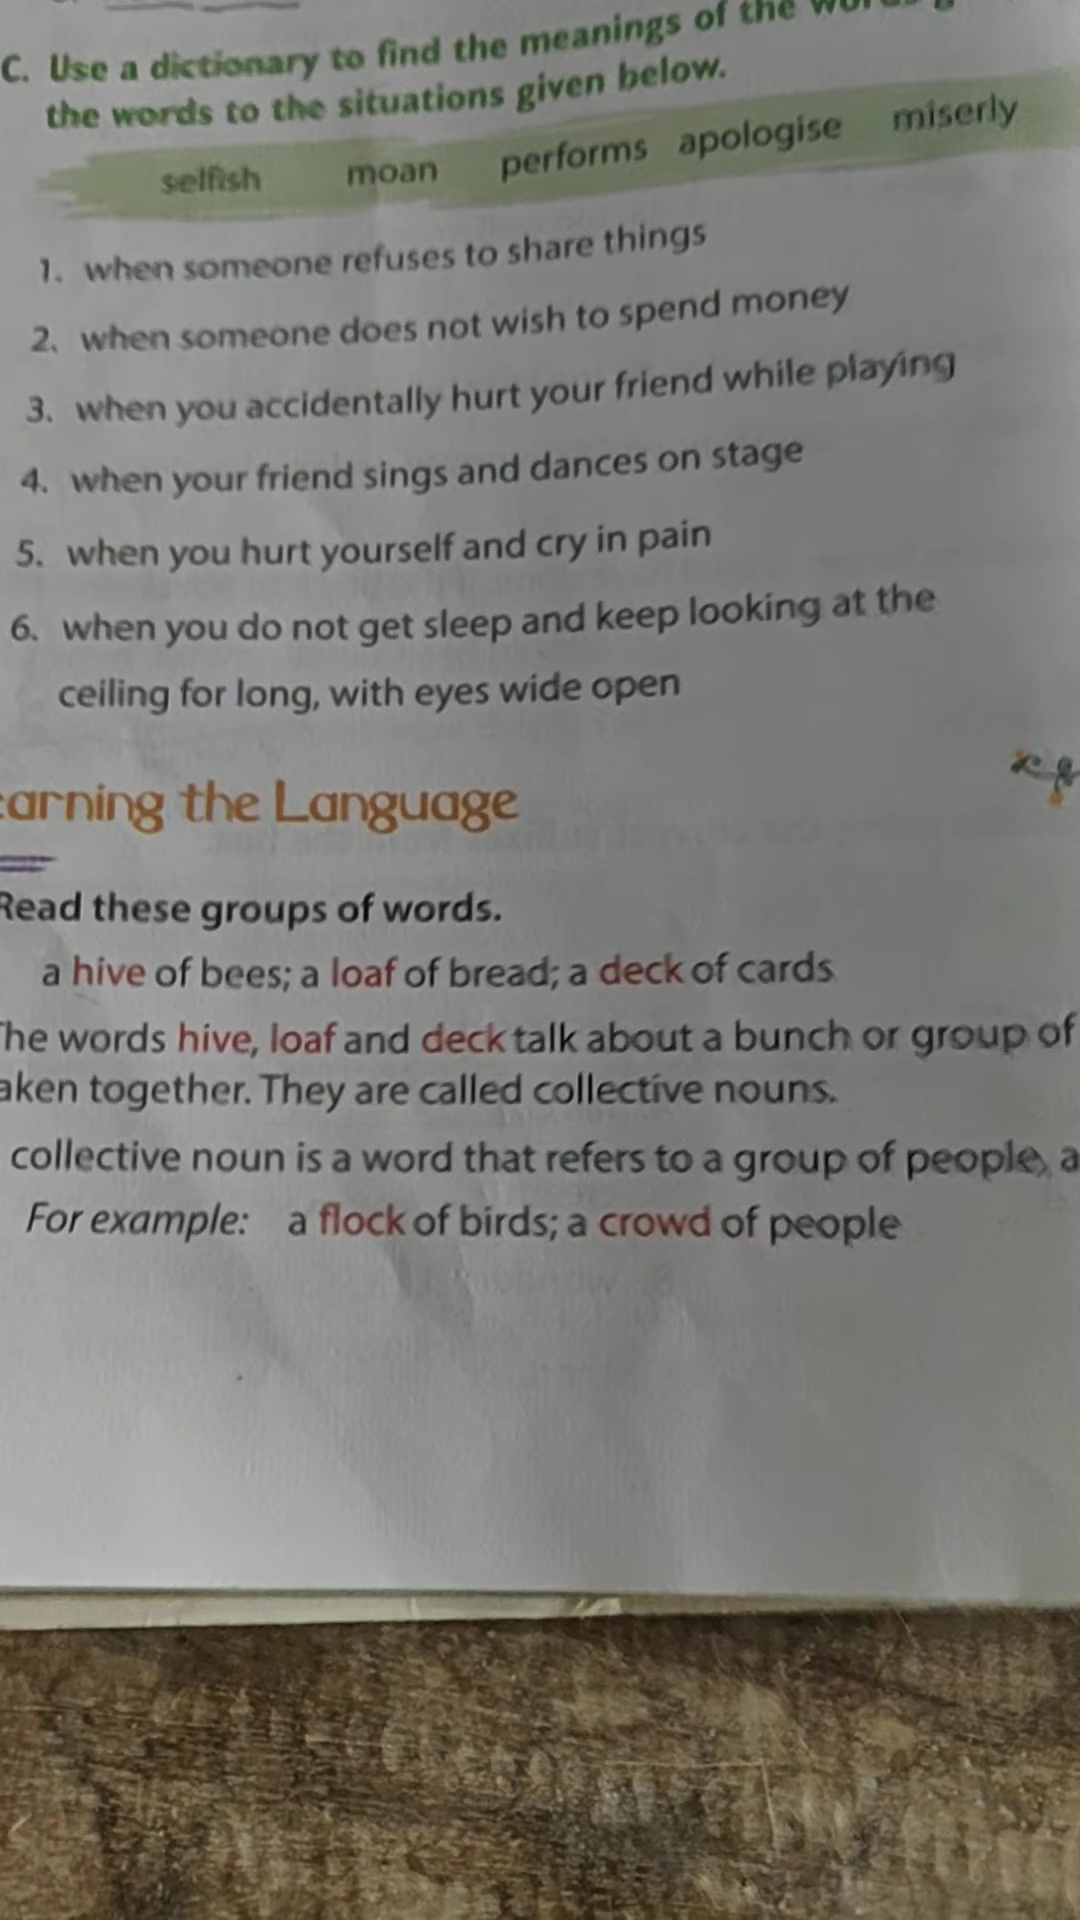 C. Use a dictionary to find the meanings of the
the words to the situations given below.
selfish moan performs apologise miserly
1. when someone refuses to share things
2. when someone does not wish to spend money
3. when you accidentally hurt your friend while playing
4. when your friend sings and dances on stage
5. when you hurt yourself and cry in pain
6. when you do not get sleep and keep looking at the
ceiling for long, with eyes wide open
earning the Language
Read these groups of words.
a hive of bees; a loaf of bread; a deck of cards
The words hive, loaf and deck talk about a bunch or group of
aken together. They are called collective nouns.
collective noun is a word that refers to a group of people, a
For example: a flock of birds; a crowd of people